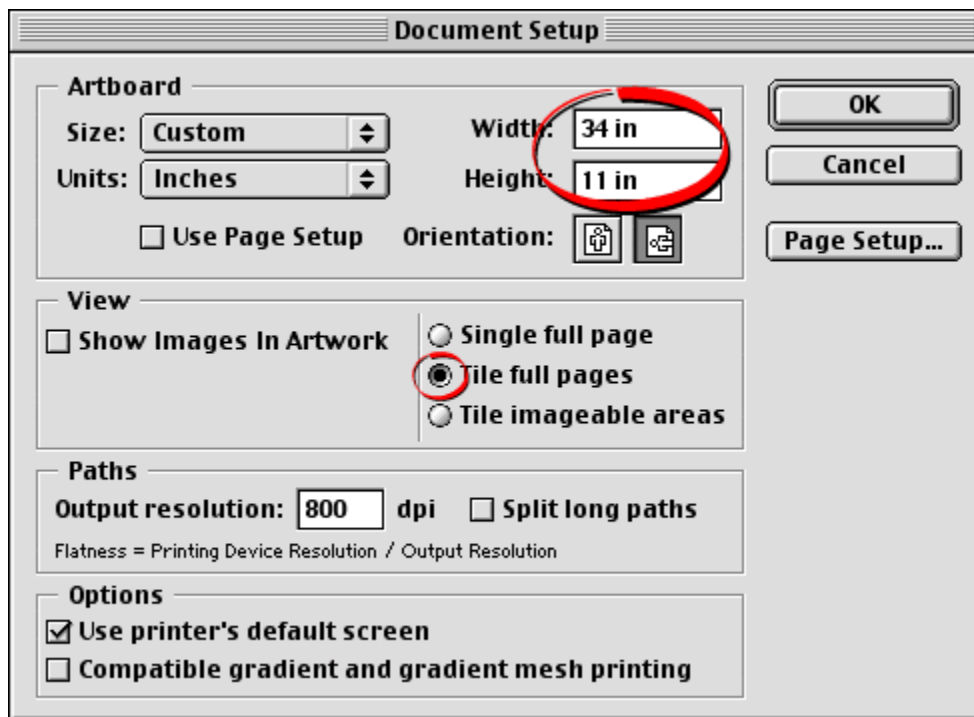 Document Setup
Artboard
Size: Custom
Width: 34 in
OK
Units: Inches
Height: 11 in
Cancel
Use Page Setup
Orientation:
Page Setup...
View
Show Images In Artwork
Single full page
Tile full pages
Tile imageable areas
Paths
Output resolution: 800 dpi
Split long paths
Flatness = Printing Device Resolution / Output Resolution
Options
Use printer's default screen
Compatible gradient and gradient mesh printing